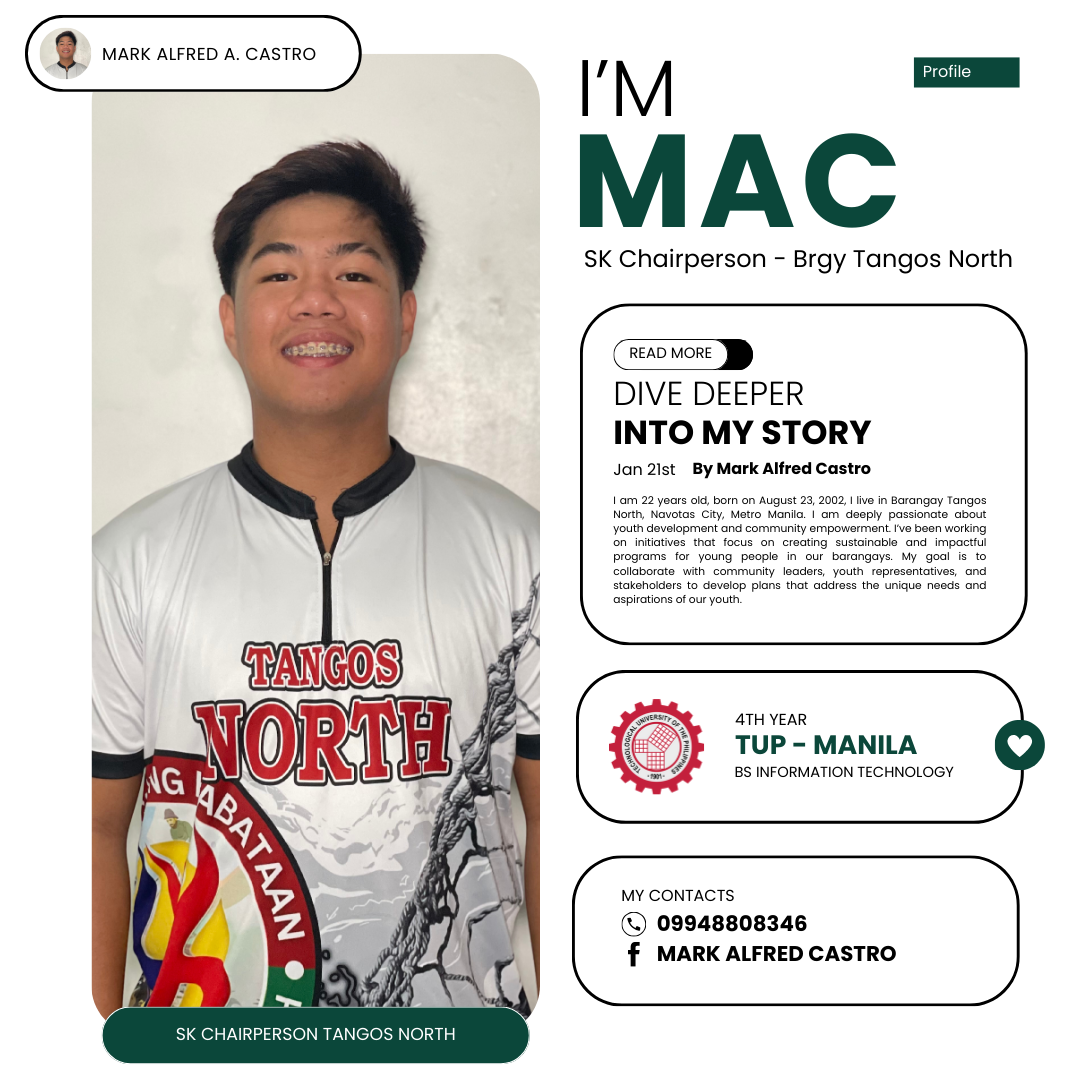 MARK ALFRED A. CASTRO
I'M
Profile
MAC
SK Chairperson - Brgy Tangos North
READ MORE
DIVE DEEPER
INTO MY STORY
Jan 21st By Mark Alfred Castro
I am 22 years old, born on August 23, 2002, I live in Barangay Tangos
North, Navotas City, Metro Manila. I am deeply passionate about
youth development and community empowerment. I've been working
on initiatives that focus on creating sustainable and impactful
programs for young people in our barangays. My goal is to
collaborate with community leaders, youth representatives, and
stakeholders to develop plans that address the unique needs and
aspirations of our youth.
TANGOS
NORTH
NG KABATAAN
TECHNOLOGICAL UNIVERSITY OF THE PHILIPPINES
- 1901 -
4TH YEAR
TUP - MANILA
BS INFORMATION TECHNOLOGY
MY CONTACTS
09948808346
MARK ALFRED CASTRO
SK CHAIRPERSON TANGOS NORTH